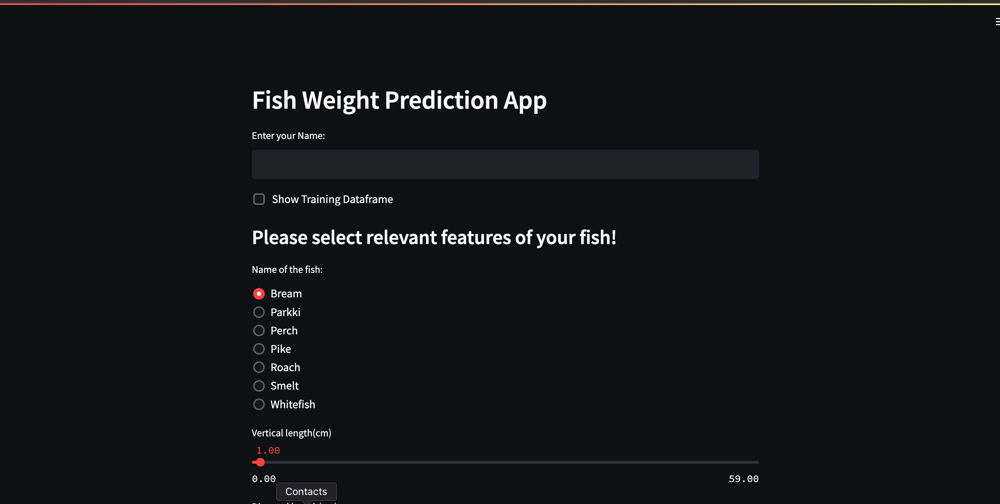 Fish Weight Prediction App
Enter your Name:
Show Training Dataframe
Please select relevant features of your fish!
Name of the fish:
Bream
Parkki
Perch
Pike
Roach
Smelt
Whitefish
Vertical length(cm)
1.00
0.00 59.00
Contacts